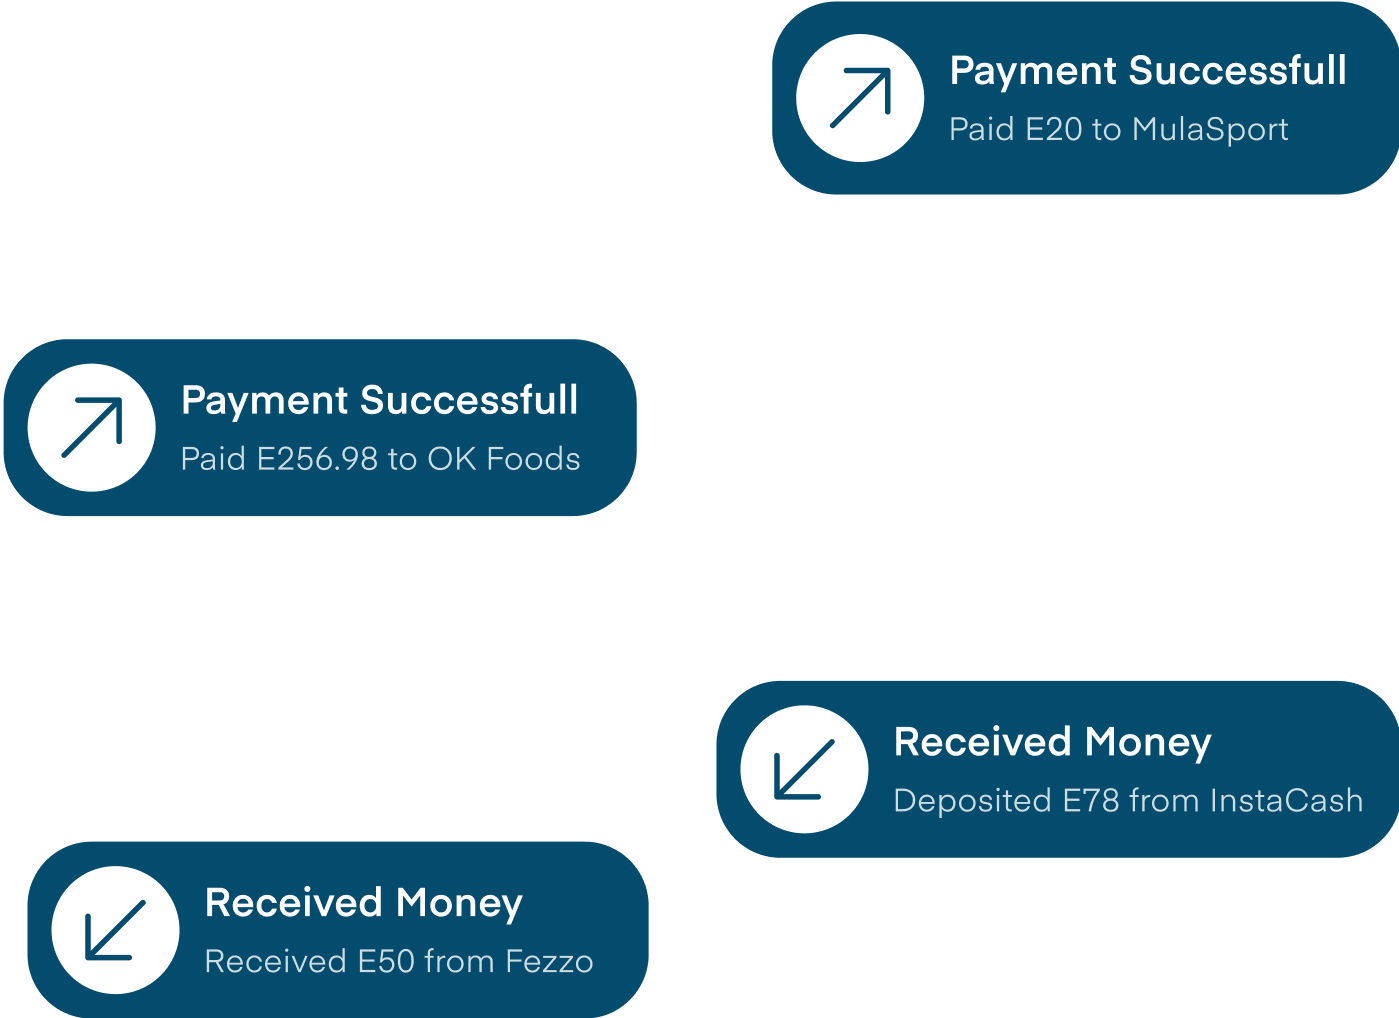 Payment Successfull
Paid E20 to MulaSport
Payment Successfull
Paid E256.98 to OK Foods
Received Money
Deposited E78 from InstaCash
Received Money
Received E50 from Fezzo